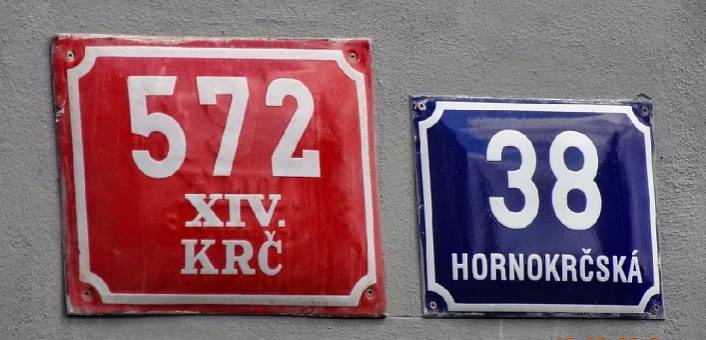 572
XIV.
KRČ
38
HORNOKRČSKÁ